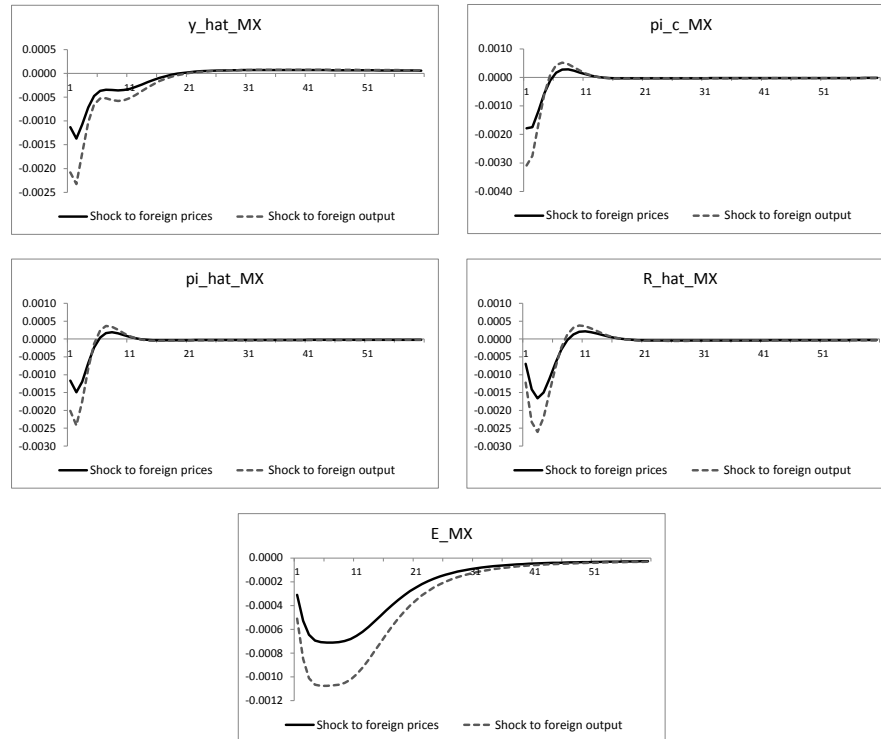 y_hat_MX
0.0005
0.0000
-0.0005
-0.0010
-0.0015
-0.0020
-0.0025
1 11 21 31 41 51
Shock to foreign prices Shock to foreign output
pi_c_MX
0.0010
0.0000
-0.0010
-0.0020
-0.0030
-0.0040
1 11 21 31 41 51
Shock to foreign prices Shock to foreign output
pi_hat_MX
0.0010
0.0005
0.0000
-0.0005
-0.0010
-0.0015
-0.0020
-0.0025
-0.0030
1 11 21 31 41 51
Shock to foreign prices Shock to foreign output
R_hat_MX
0.0010
0.0005
0.0000
-0.0005
-0.0010
-0.0015
-0.0020
-0.0025
-0.0030
1 11 21 31 41 51
Shock to foreign prices Shock to foreign output
E_MX
0.0000
-0.0002
-0.0004
-0.0006
-0.0008
-0.0010
-0.0012
1 11 21 31 41 51
Shock to foreign prices Shock to foreign output